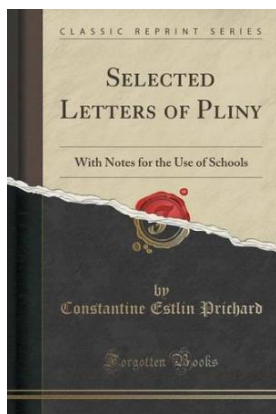 CLASSIC REPRINT SERIES
SELECTED
LETTERS OF PLINY
With Notes for the Use of Schools
by
Constantine Estlin Prichard
Forgotten Books